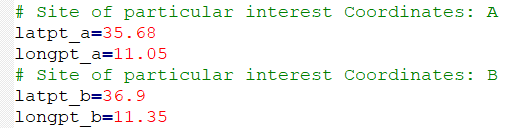 # Site of particular interest Coordinates: A
latpt_a=35.68
longpt_a=11.05
# Site of particular interest Coordinates: B
latpt_b=36.9
longpt_b=11.35